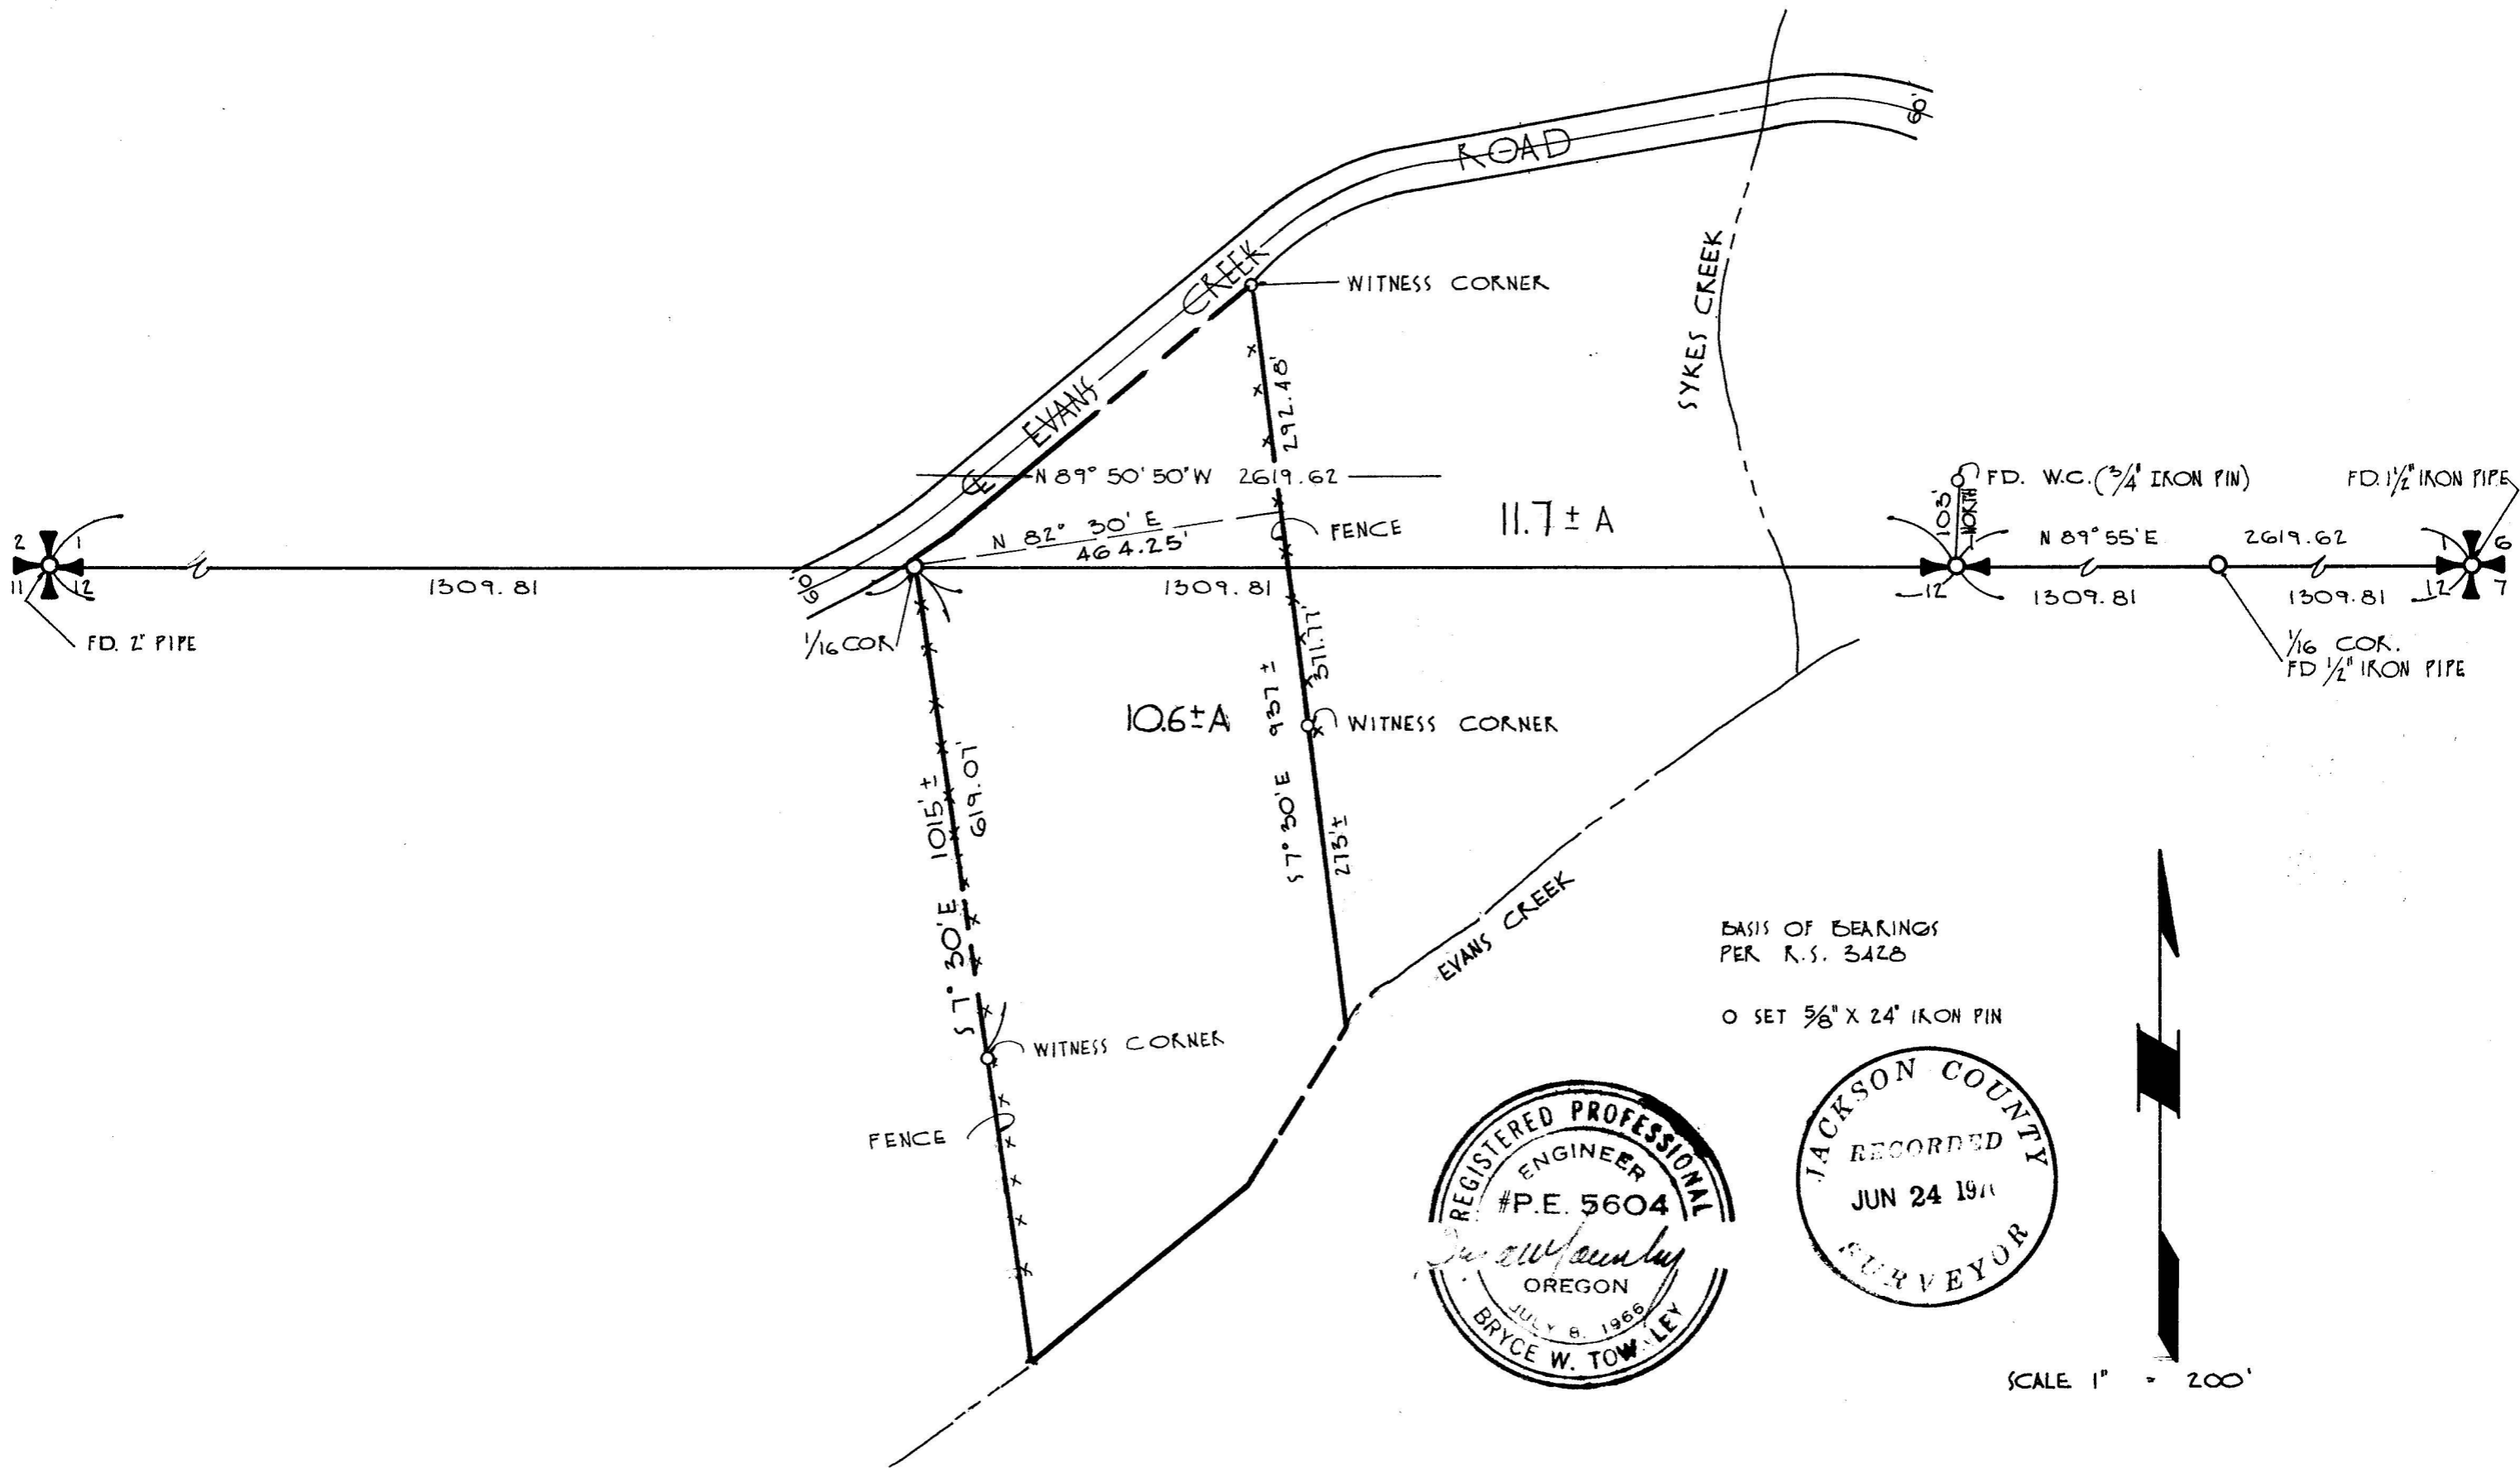 ROAD
60'
CREEK
WITNESS CORNER
SYKES CREEK
292.48'
EVANS
℄
N 89° 50' 50" W 2619.62
N 82° 30' E
464.25'
FENCE
11.7 ± A
103'
NORTH
FD. W.C. (3/4" IRON PIN)
FD. 1 1/2" IRON PIPE
N 89° 55' E
2619.62
2
1
11
12
1309.81
60'
1309.81
12
1309.81
1309.81
1
6
12
7
FD. 2" PIPE
1/16 COR
1/16 COR.
FD 1/2" IRON PIPE
371.77'
937 ±
S 7° 30' E
10.6 ± A
WITNESS CORNER
273' ±
1015' ±
619.07'
S 7° 30' E
EVANS CREEK
WITNESS CORNER
FENCE
BASIS OF BEARINGS
PER R.S. 3428
O SET 5/8" X 24" IRON PIN
REGISTERED PROFESSIONAL
ENGINEER
#P.E. 5604
OREGON
JULY 8, 1966
BRYCE W. TOWNLEY
JACKSON COUNTY
RECORDED
JUN 24 197
SURVEYOR
SCALE 1" = 200'